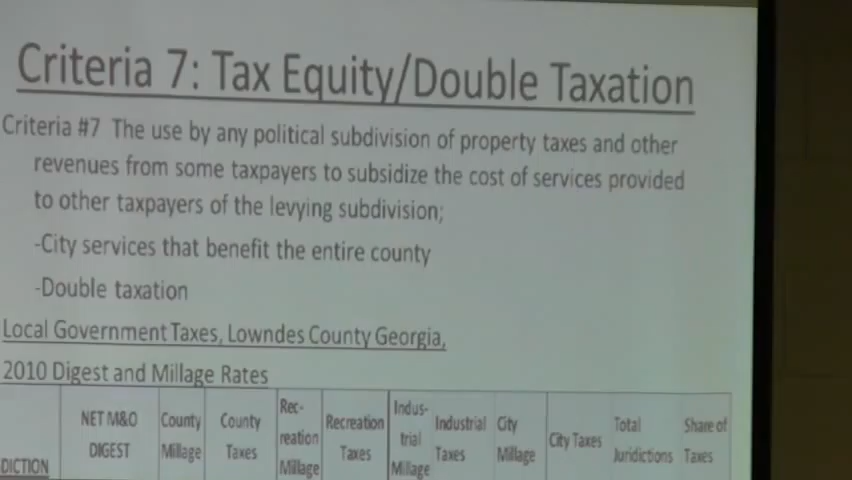 Criteria 7: Tax Equity/Double Taxation
Criteria #7 The use by any political subdivision of property taxes and other
revenues from some taxpayers to subsidize the cost of services provided
to other taxpayers of the levying subdivision;
-City services that benefit the entire county
-Double taxation
Local Government Taxes, Lowndes County Georgia,
2010 Digest and Millage Rates
DICTION
NET M&O
DIGEST
County
Millage
County
Taxes
Rec-
reation
Millage
Recreation
Taxes
Indus-
trial
Millage
Industrial
Taxes
City
Millage
City Taxes
Total
Juridictions
Share of
Taxes